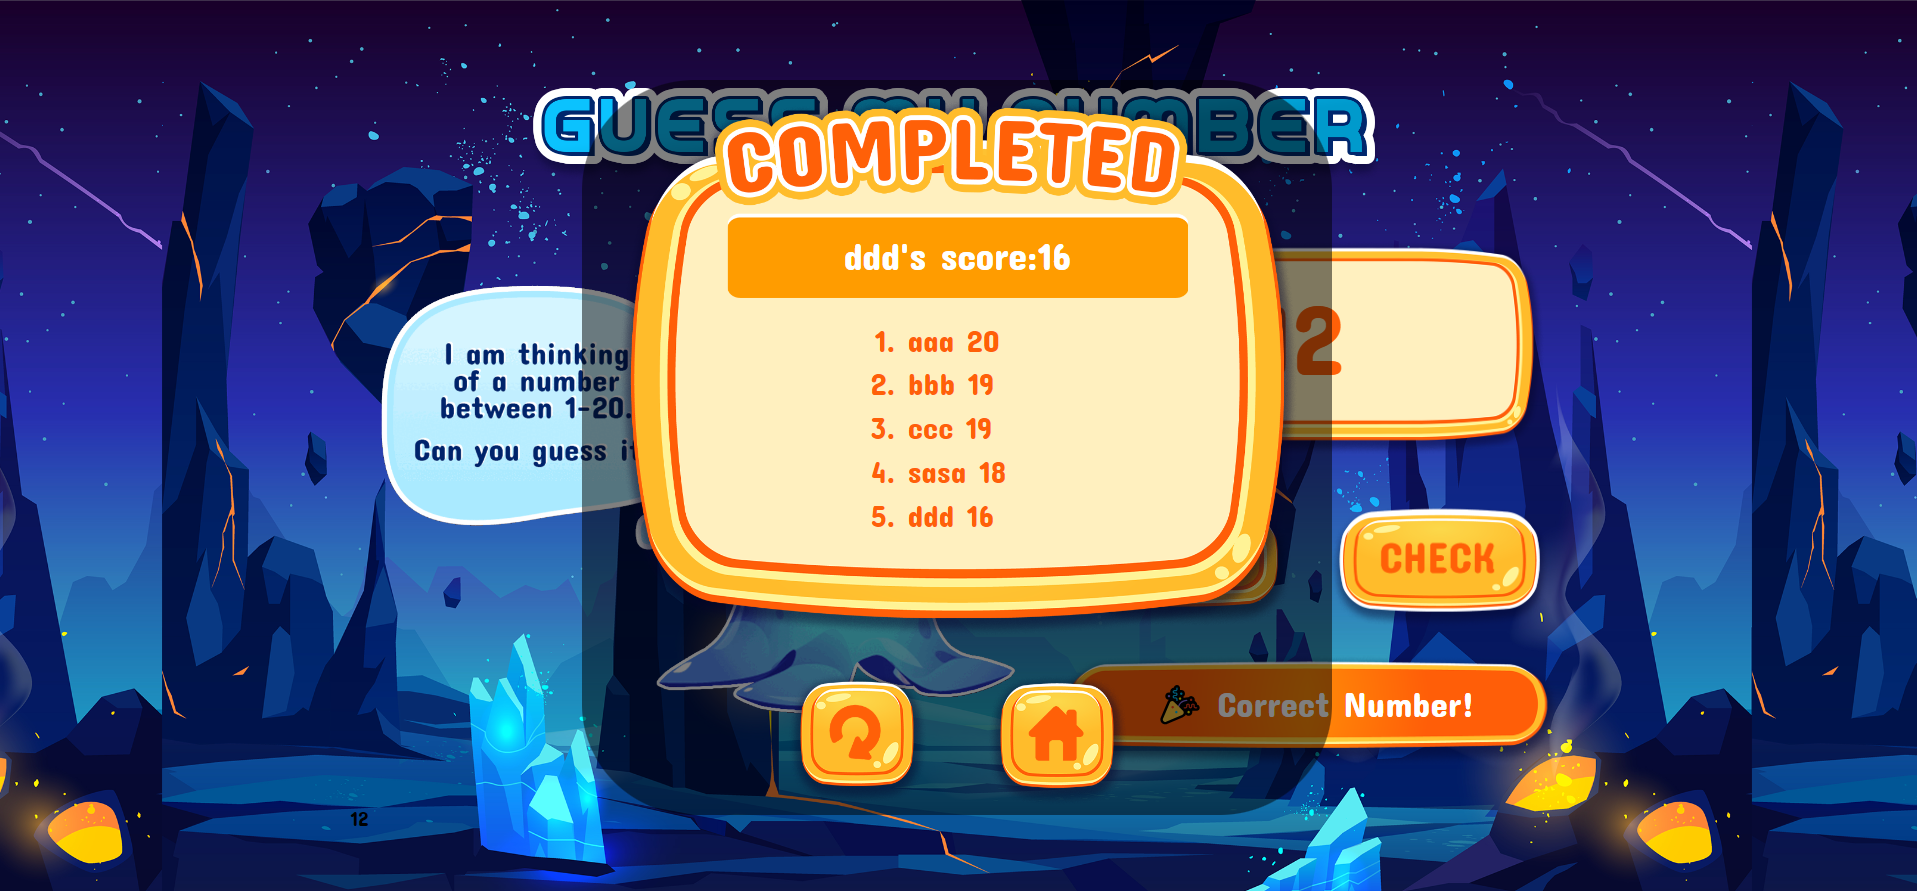 GUESS MY NUMBER
COMPLETED
ddd's score:16
1. aaa 20
2. bbb 19
3. ccc 19
4. sasa 18
5. ddd 16
I am thinking
of a number
between 1-20.
Can you guess it
2
CHECK
Correct Number!
12